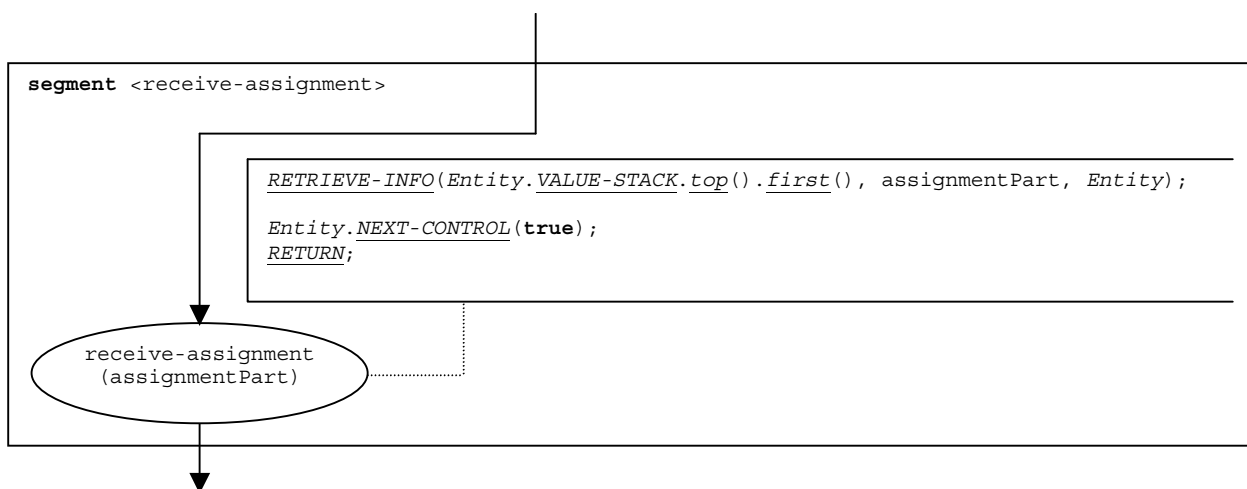 segment <receive-assignment>
RETRIEVE-INFO(Entity.VALUE-STACK.top().first(), assignmentPart, Entity);
Entity.NEXT-CONTROL(true);
RETURN;
receive-assignment
(assignmentPart)